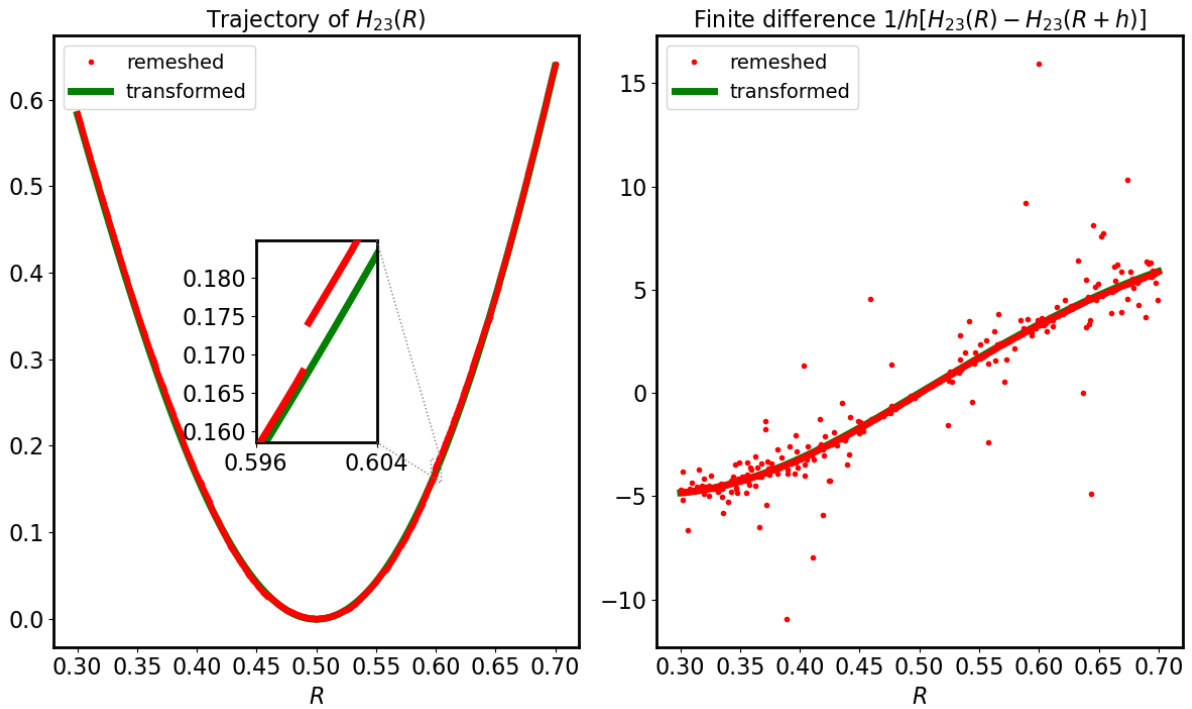 Trajectory of H₂₃(R)
remeshed
transformed
0.6
0.5
0.4
0.3
0.2
0.1
0.0
0.180
0.175
0.170
0.165
0.160
0.596 0.604
0.30 0.35 0.40 0.45 0.50 0.55 0.60 0.65 0.70
R
Finite difference 1/h[H₂₃(R) − H₂₃(R + h)]
remeshed
transformed
15
10
5
0
−5
−10
0.30 0.35 0.40 0.45 0.50 0.55 0.60 0.65 0.70
R